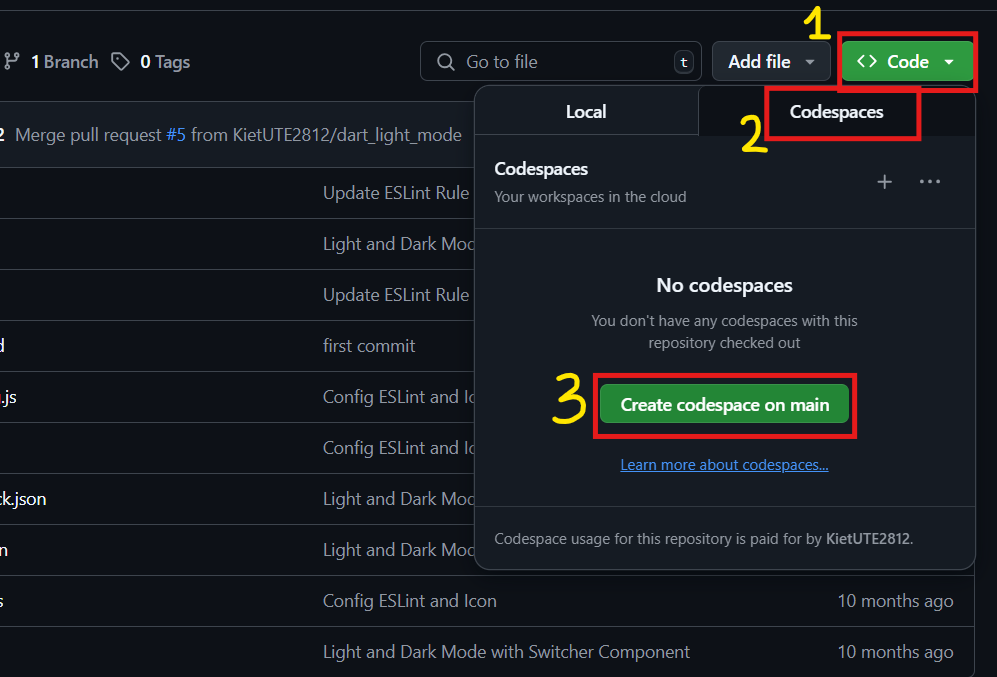 1
1 Branch 0 Tags Go to file t Add file <> Code
Local Codespaces
2
2 Merge pull request #5 from KietUTE2812/dart_light_mode
Codespaces
Your workspaces in the cloud
+ ...
Update ESLint Rule
Light and Dark Mod
Update ESLint Rule
No codespaces
You don't have any codespaces with this
repository checked out
d first commit
.js Config ESLint and Ic
3
Create codespace on main
Config ESLint and Ic
Learn more about codespaces...
ck.json Light and Dark Mod
n Light and Dark Mod
Codespace usage for this repository is paid for by KietUTE2812.
s Config ESLint and Icon 10 months ago
Light and Dark Mode with Switcher Component 10 months ago